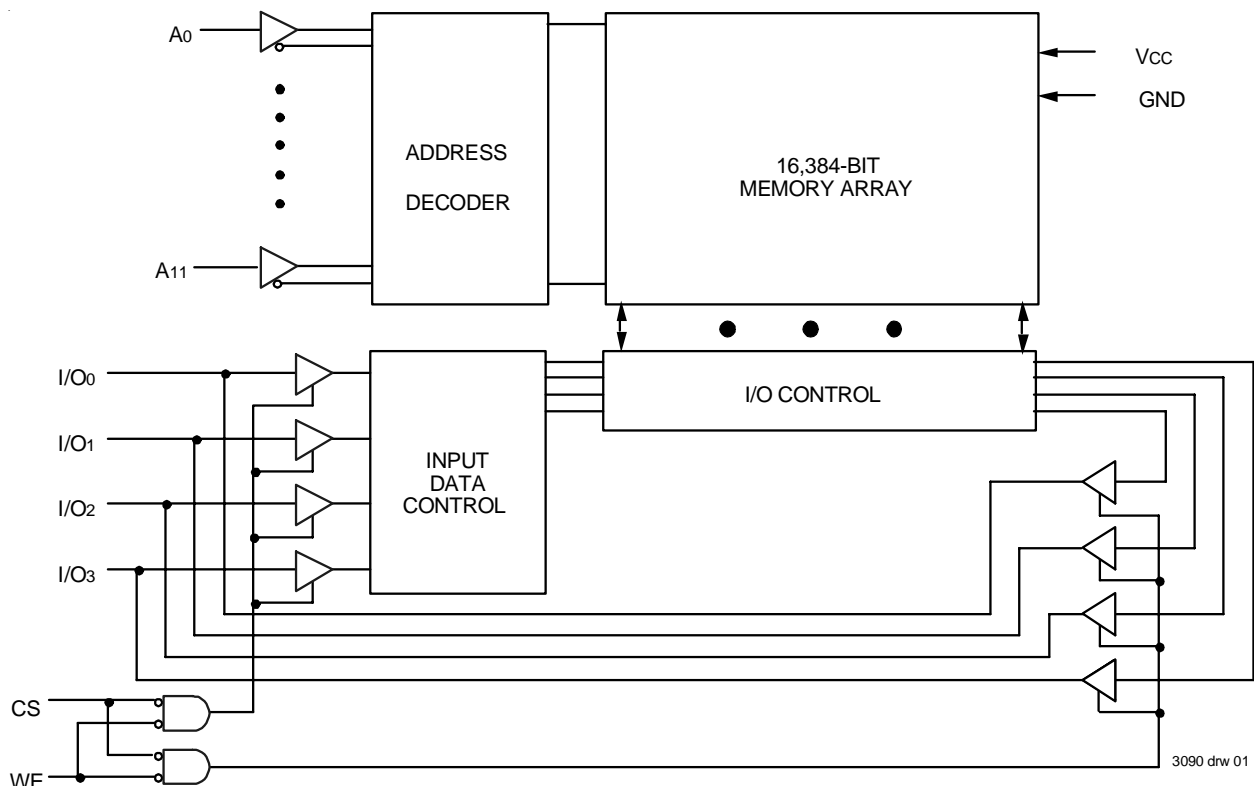 A0
VCC
GND
ADDRESS
DECODER
16,384-BIT
MEMORY ARRAY
A11
I/O0
I/O1
I/O2
I/O3
INPUT
DATA
CONTROL
I/O CONTROL
CS
WE
3090 drw 01